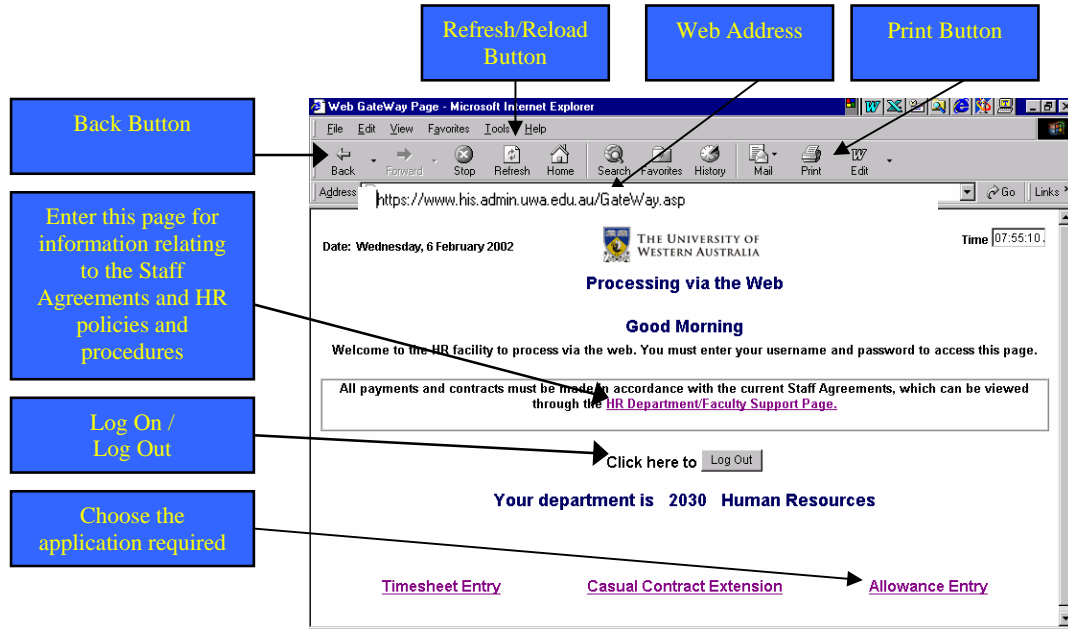 Refresh/Reload
Button
Web Address
Print Button
Back Button
Enter this page for
information relating
to the Staff
Agreements and HR
policies and
procedures
Log On /
Log Out
Choose the
application required
Web GateWay Page - Microsoft Internet Explorer
File Edit View Favorites Tools Help
Back Forward Stop Refresh Home Search Favorites History Mail Print Edit
Address https://www.his.admin.uwa.edu.au/GateWay.asp Go Links
Date: Wednesday, 6 February 2002
THE UNIVERSITY OF
WESTERN AUSTRALIA
Time 07:55:10
Processing via the Web
Good Morning
Welcome to the HR facility to process via the web. You must enter your username and password to access this page.
All payments and contracts must be made in accordance with the current Staff Agreements, which can be viewed
through the HR Department/Faculty Support Page.
Click here to Log Out
Your department is 2030 Human Resources
Timesheet Entry Casual Contract Extension Allowance Entry